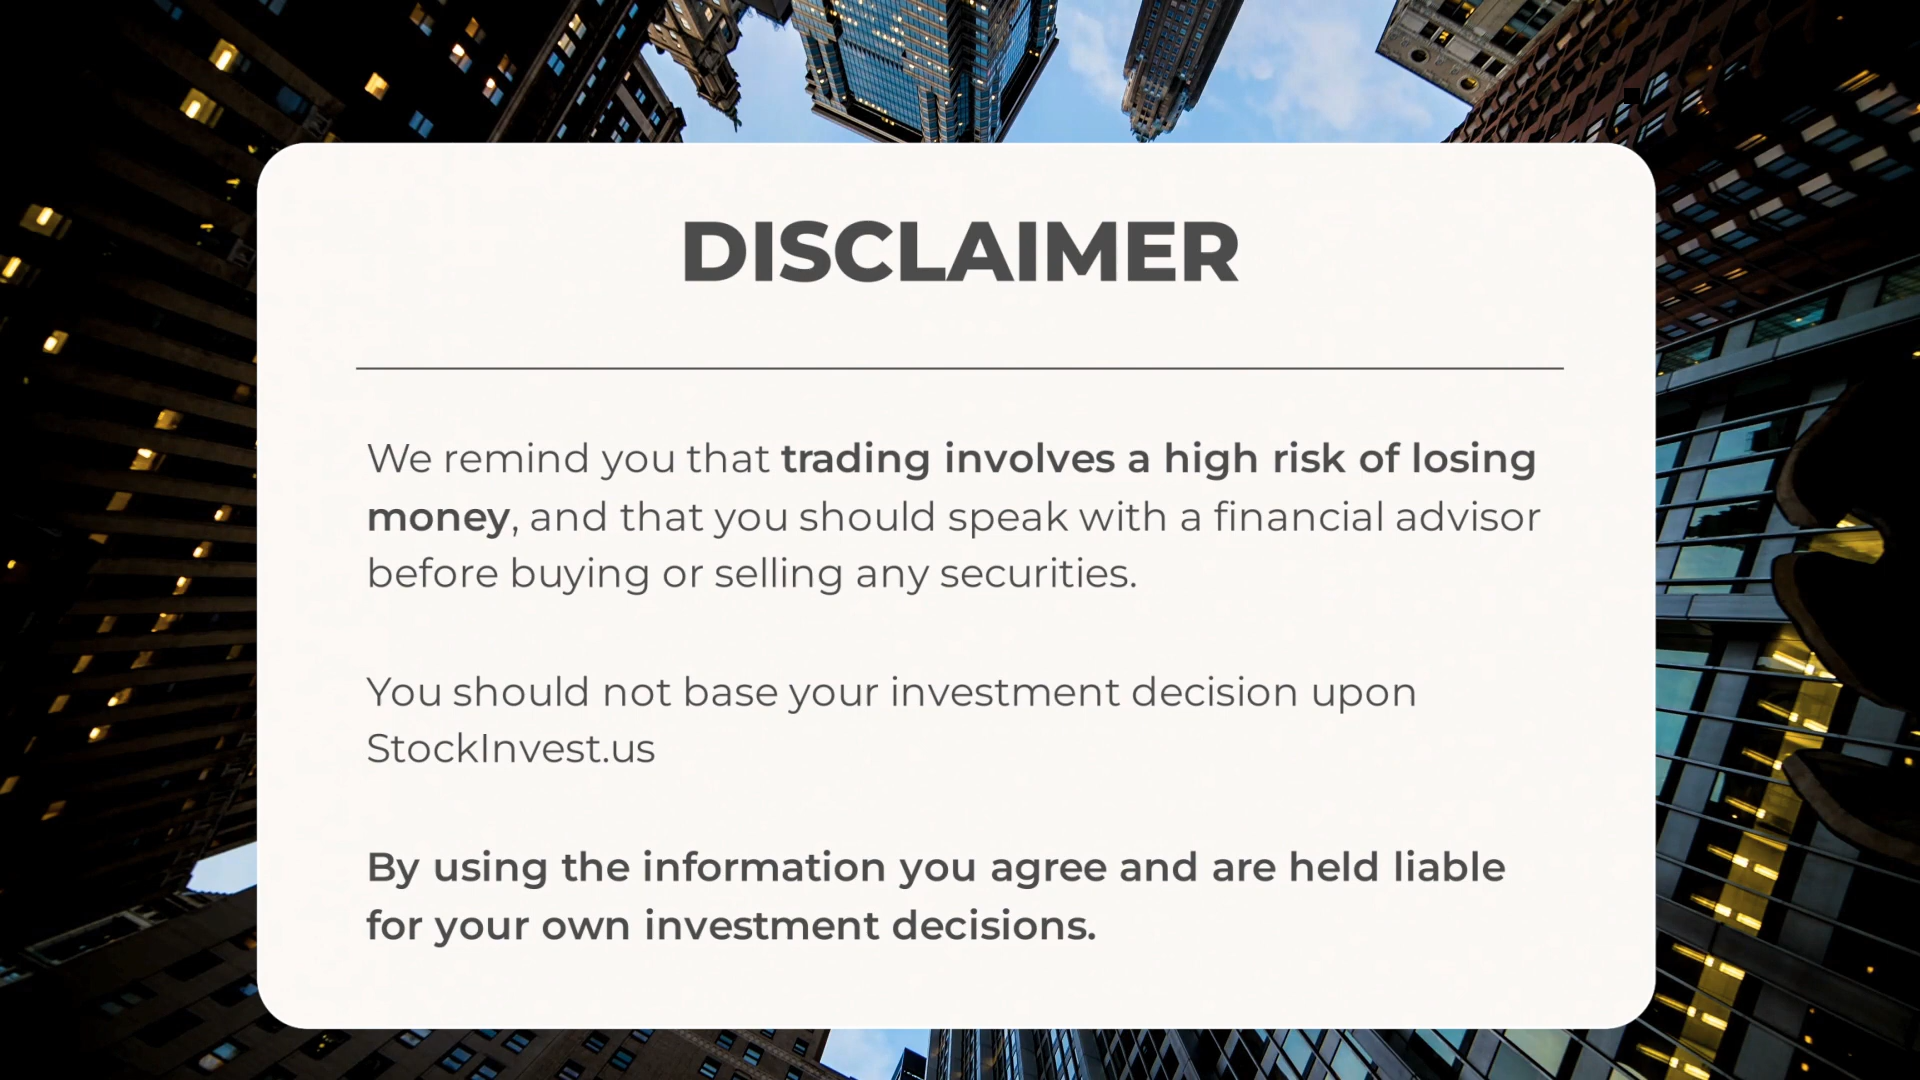 DISCLAIMER
We remind you that trading involves a high risk of losing
money, and that you should speak with a financial advisor
before buying or selling any securities.
You should not base your investment decision upon
StockInvest.us
By using the information you agree and are held liable
for your own investment decisions.